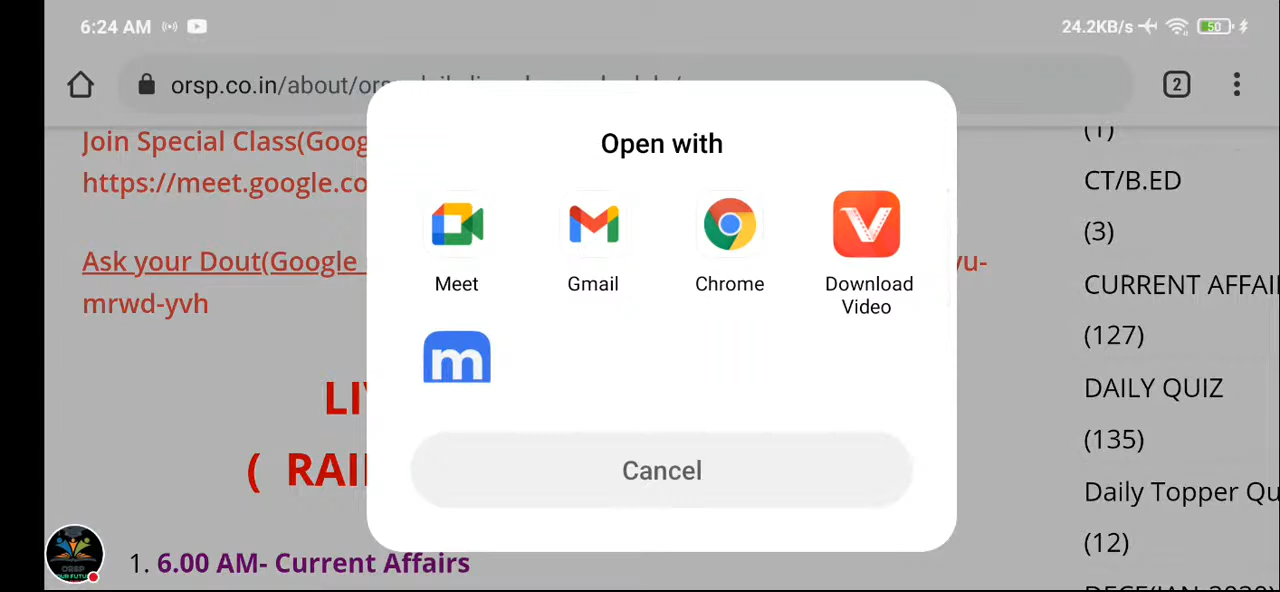 6:24 AM
24.2KB/s
50
orsp.co.in/about/
2
Join Special Class(Goog
https://meet.google.co
Ask your Dout(Google
yu-
mrwd-yvh
LI
( RAI
1. 6.00 AM- Current Affairs
Open with
Meet
Gmail
Chrome
Download
Video
m
Cancel
(1)
CT/B.ED
(3)
CURRENT AFFAI
(127)
DAILY QUIZ
(135)
Daily Topper Qu
(12)
ORSP